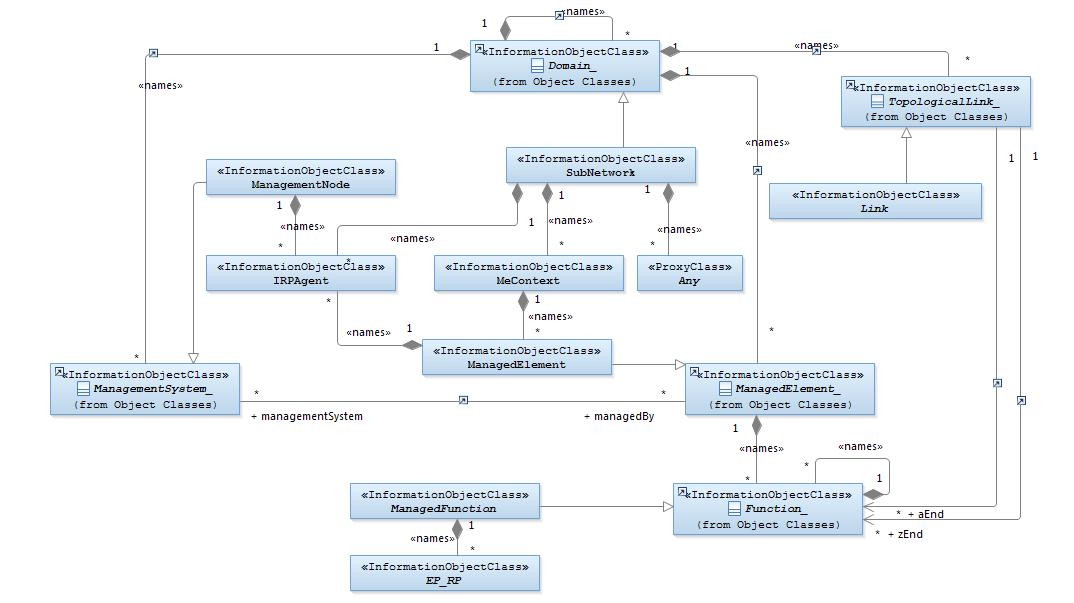 «names»
1
*
«InformationObjectClass»
Domain_
(from Object Classes)
1
1
1
«names»
*
«names»
*
«names»
*
«InformationObjectClass»
TopologicalLink_
(from Object Classes)
1
1
«InformationObjectClass»
SubNetwork
«InformationObjectClass»
ManagementNode
«InformationObjectClass»
Link
1
«names»
*
1
«names»
*
1
«names»
*
1
«names»
*
«InformationObjectClass»
IRPAgent
«InformationObjectClass»
MeContext
«ProxyClass»
Any
*
«names»
1
1
«names»
*
«InformationObjectClass»
ManagedElement
«InformationObjectClass»
ManagementSystem_
(from Object Classes)
«InformationObjectClass»
ManagedElement_
(from Object Classes)
*
+ managementSystem
*
+ managedBy
1
«names»
*
«names»
*
1
«InformationObjectClass»
ManagedFunction
«InformationObjectClass»
Function_
(from Object Classes)
* + aEnd
* + zEnd
1
«names»
*
«InformationObjectClass»
EP_RP